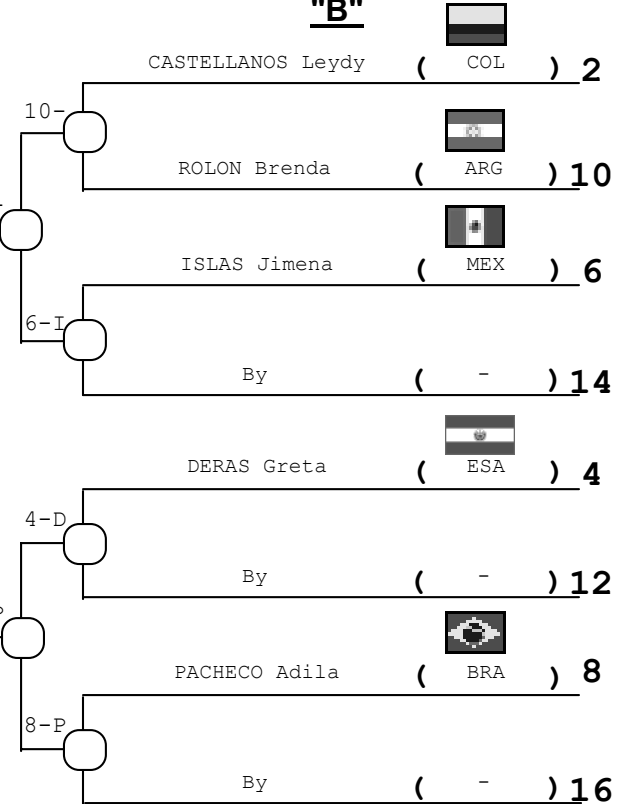 "B"
CASTELLANOS Leydy ( COL ) 2
10-
ROLON Brenda ( ARG ) 10
ISLAS Jimena ( MEX ) 6
6-I
By ( - ) 14
DERAS Greta ( ESA ) 4
4-D
By ( - ) 12
PACHECO Adila ( BRA ) 8
8-P
By ( - ) 16